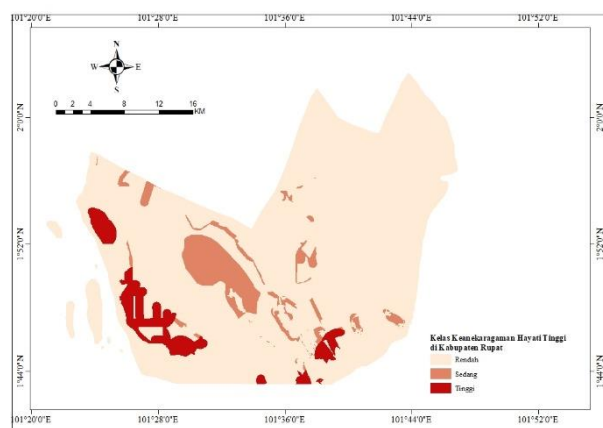 101°20'0"E 101°28'0"E 101°36'0"E 101°44'0"E 101°52'0"E
N
W E
S
0 2 4 8 12 16
KM
2°0'0"N 2°0'0"N
1°52'0"N 1°52'0"N
Kelas Keanekaragaman Hayati Tinggi
di Kabupaten Rupat
Rendah
Sedang
Tinggi
1°44'0"N 1°44'0"N
101°20'0"E 101°28'0"E 101°36'0"E 101°44'0"E 101°52'0"E